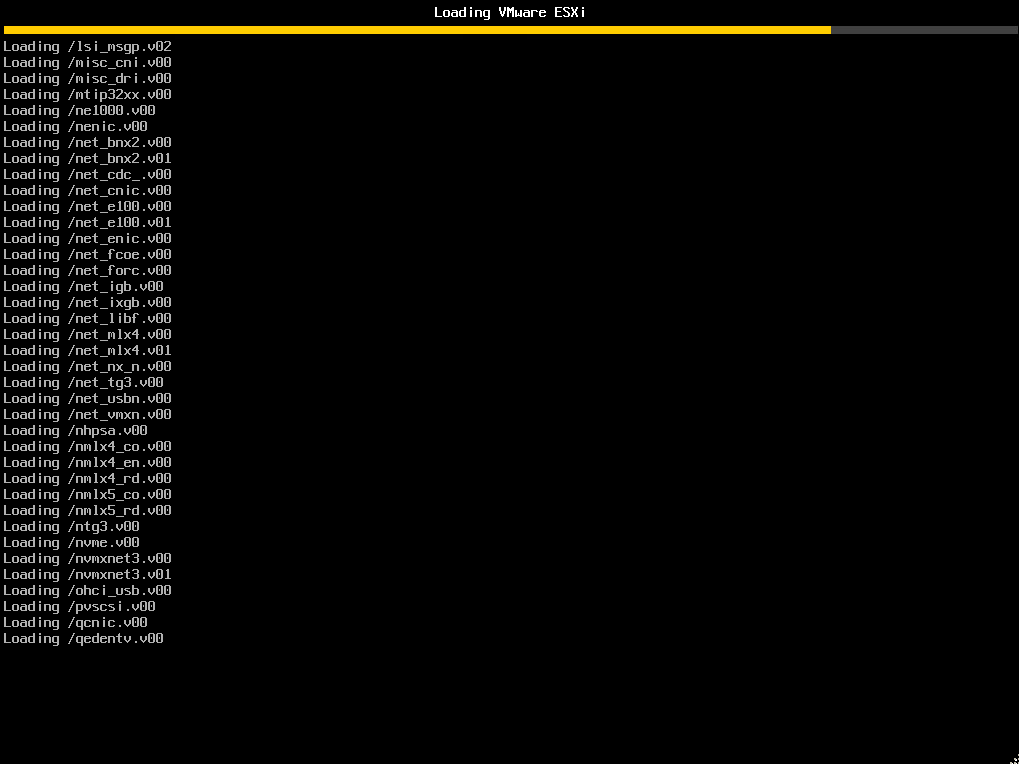 Loading VMware ESXi
Loading /lsi_msgp.v02
Loading /misc_cni.v00
Loading /misc_dri.v00
Loading /mtip32xx.v00
Loading /ne1000.v00
Loading /nenic.v00
Loading /net_bnx2.v00
Loading /net_bnx2.v01
Loading /net_cdc_.v00
Loading /net_cnic.v00
Loading /net_e100.v00
Loading /net_e100.v01
Loading /net_enic.v00
Loading /net_fcoe.v00
Loading /net_forc.v00
Loading /net_igb.v00
Loading /net_ixgb.v00
Loading /net_libf.v00
Loading /net_mlx4.v00
Loading /net_mlx4.v01
Loading /net_nx_n.v00
Loading /net_tg3.v00
Loading /net_usbn.v00
Loading /net_vmxn.v00
Loading /nhpsa.v00
Loading /nmlx4_co.v00
Loading /nmlx4_en.v00
Loading /nmlx4_rd.v00
Loading /nmlx5_co.v00
Loading /nmlx5_rd.v00
Loading /ntg3.v00
Loading /nvme.v00
Loading /nvmxnet3.v00
Loading /nvmxnet3.v01
Loading /ohci_usb.v00
Loading /pvscsi.v00
Loading /qcnic.v00
Loading /qedentv.v00